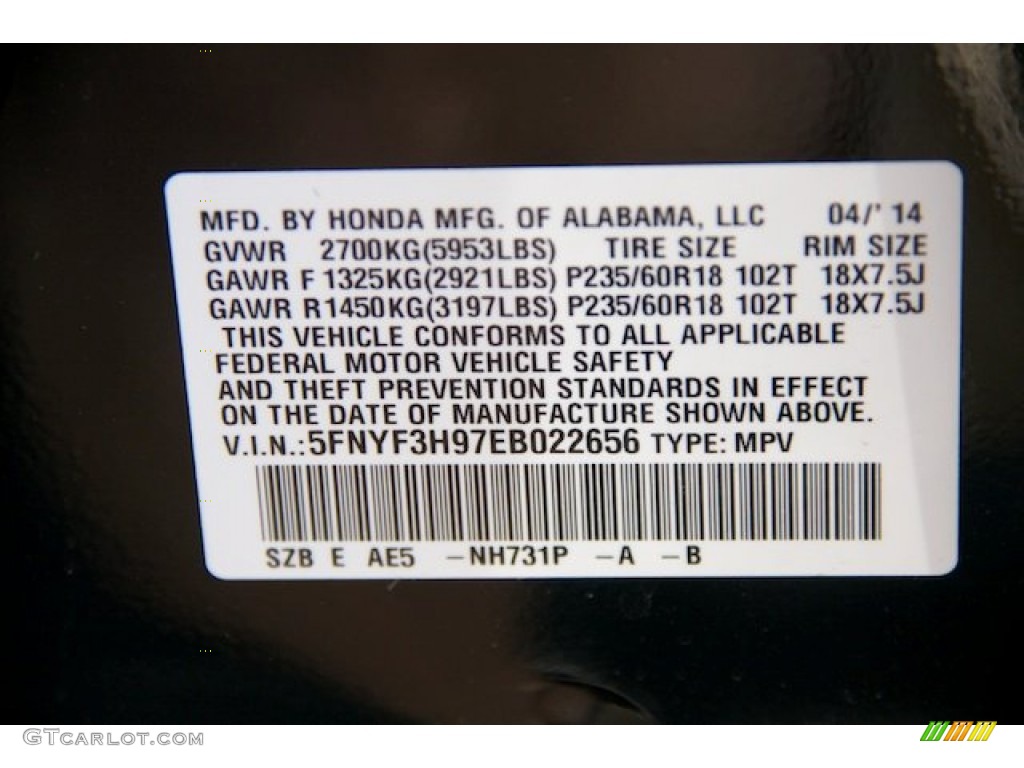 MFD. BY HONDA MFG. OF ALABAMA, LLC 04/'14
GVWR 2700KG(5953LBS) TIRE SIZE RIM SIZE
GAWR F 1325KG(2921LBS) P235/60R18 102T 18X7.5J
GAWR R1450KG(3197LBS) P235/60R18 102T 18X7.5J
THIS VEHICLE CONFORMS TO ALL APPLICABLE
FEDERAL MOTOR VEHICLE SAFETY
AND THEFT PREVENTION STANDARDS IN EFFECT
ON THE DATE OF MANUFACTURE SHOWN ABOVE.
V.I.N.:5FNYF3H97EB022656 TYPE: MPV
SZB E AE5 -NH731P -A -B
GTCARLOT.COM